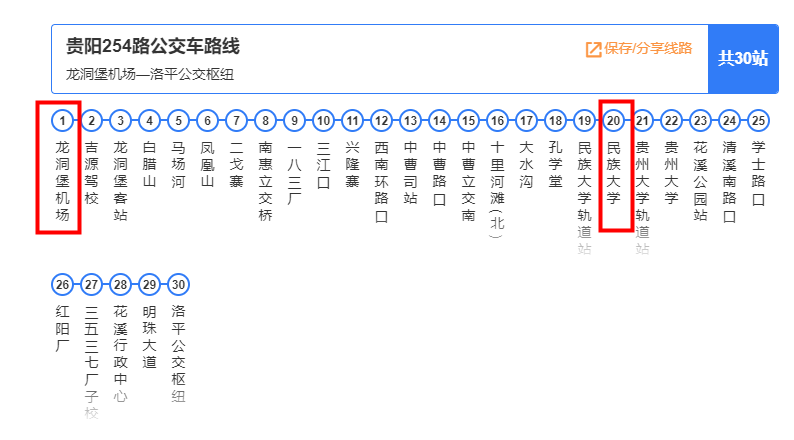 贵阳254路公交车路线
保存/分享线路
共30站
龙洞堡机场—洛平公交枢纽
1 龙洞堡机场
2 吉源驾校
3 龙洞堡客站
4 白腊山
5 马场河
6 凤凰山
7 二戈寨
8 南惠立交桥
9 一八三厂
10 三江口
11 兴隆寨
12 西南环路口
13 中曹司站
14 中曹路口
15 中曹立交南
16 十里河滩(北)
17 大水沟
18 孔学堂
19 民族大学轨道站
20 民族大学
21 贵州大学轨道站
22 贵州大学
23 花溪公园站
24 清溪南路口
25 学士路口
26 红阳厂
27 三五三七厂子校
28 花溪行政中心
29 明珠大道
30 洛平公交枢纽